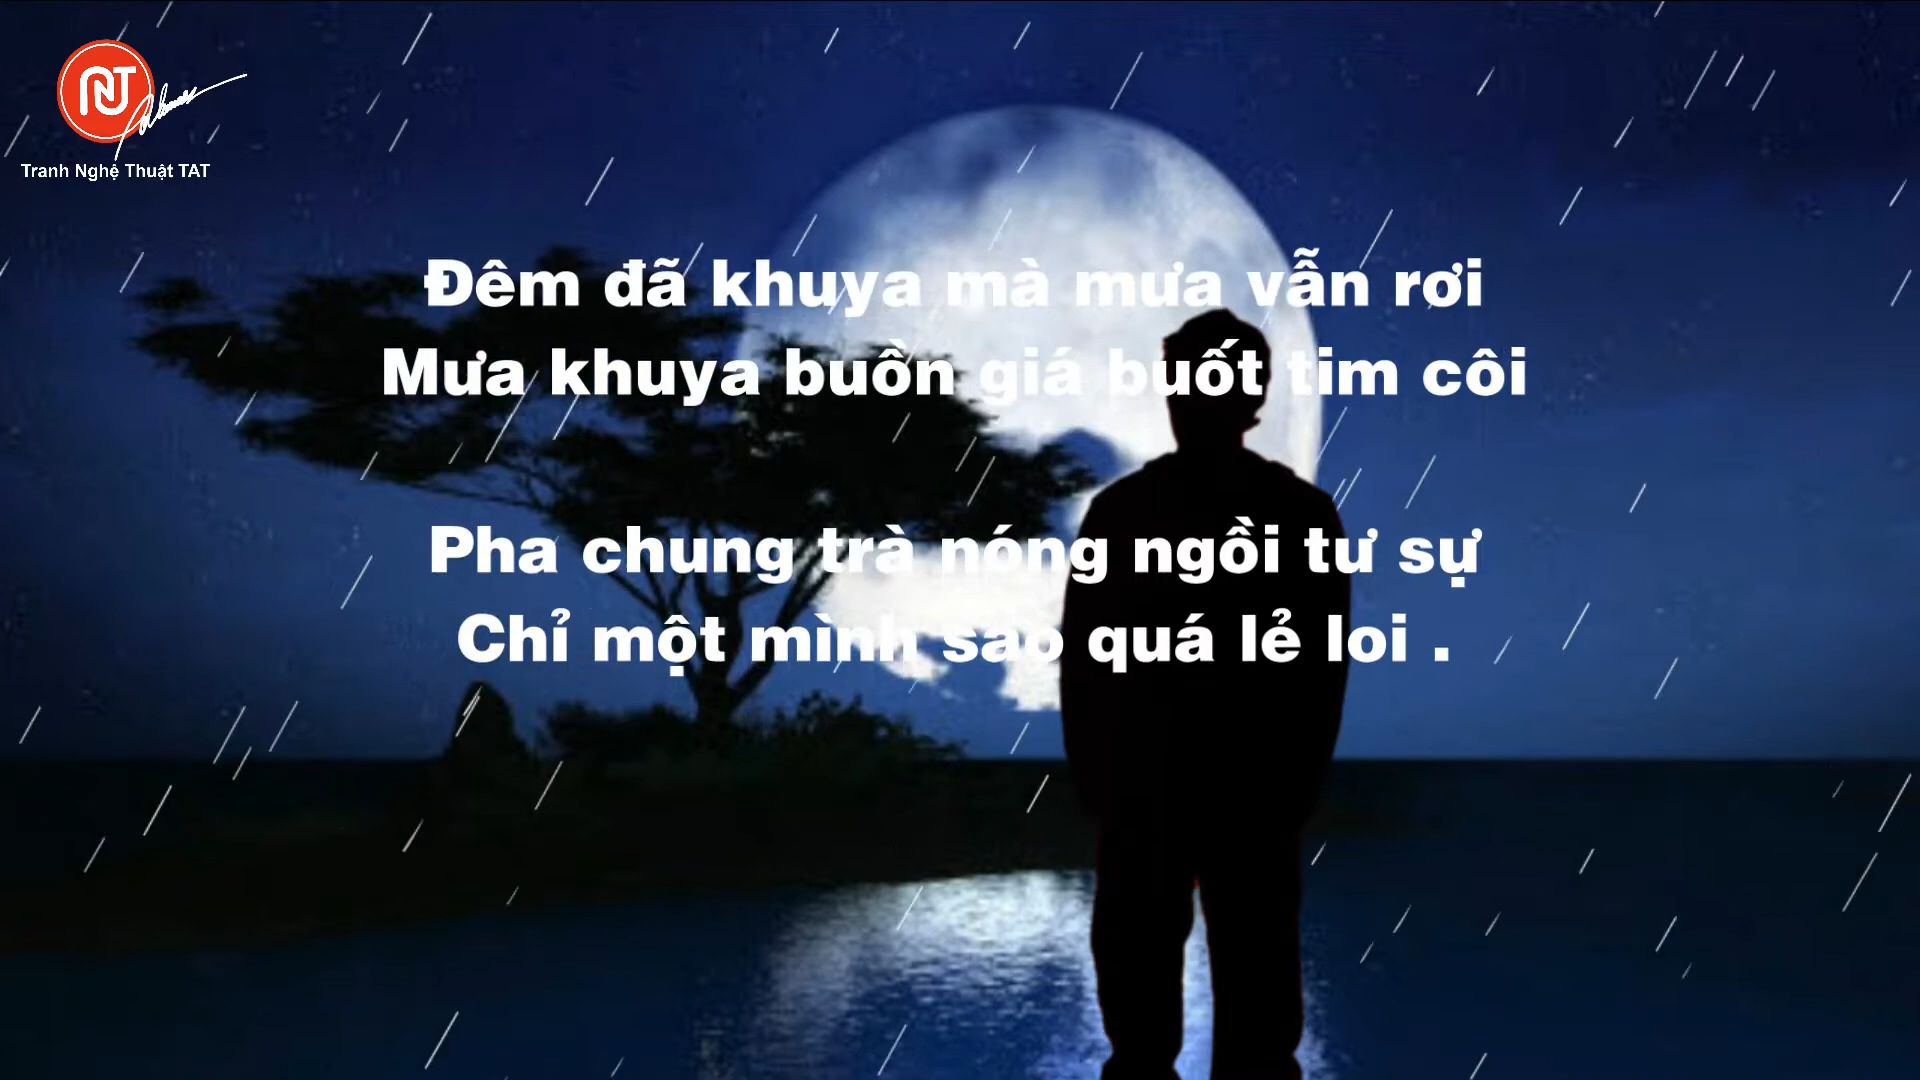 Tranh Nghệ Thuật TAT
Đêm đã khuya mà mưa vẫn rơi
Mưa khuya buồn giá buốt tim côi
Pha chung trà nóng ngồi tư sự
Chỉ một mình sao quá lẻ loi .